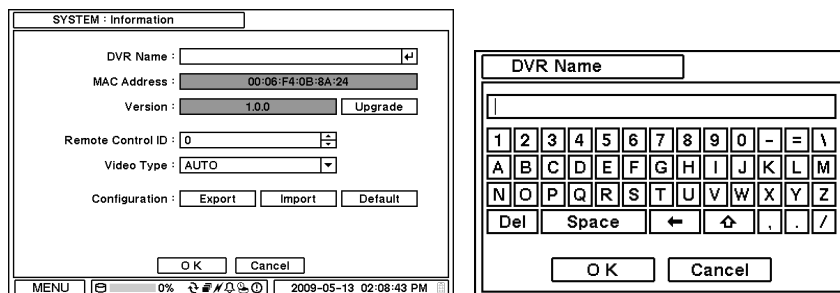 SYSTEM : Information
DVR Name :
MAC Address : 00:06:F4:0B:8A:24
Version : 1.0.0 Upgrade
Remote Control ID : 0
Video Type : AUTO
Configuration : Export Import Default
OK Cancel
MENU 0% 2009-05-13 02:08:43 PM
DVR Name
1 2 3 4 5 6 7 8 9 0 - = \
A B C D E F G H I J K L M
N O P Q R S T U V W X Y Z
Del Space , . /
OK Cancel